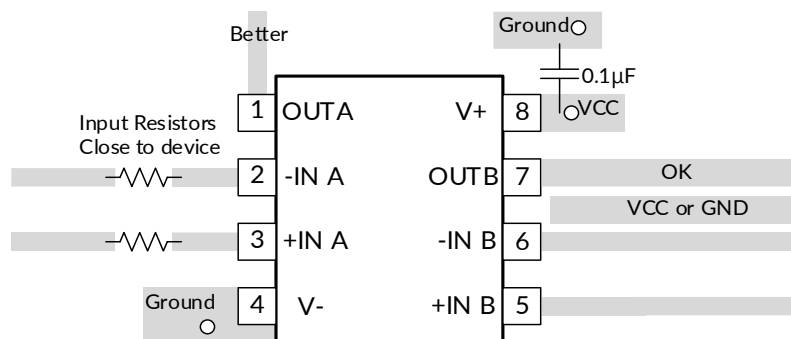 Ground
Better
0.1µF
1 OUTA V+ 8 VCC
Input Resistors
Close to device
2 -IN A OUTB 7 OK
VCC or GND
3 +IN A -IN B 6
Ground
4 V- +IN B 5